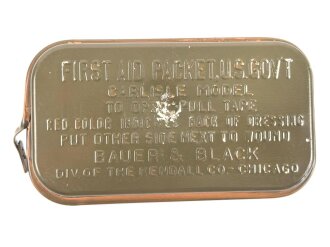 FIRST AID PACKET, U.S. GOV'T
CARLISLE MODEL
TO OPEN PULL TAPE
RED COLOR INDICATES BACK OF DRESSING
PUT OTHER SIDE NEXT TO WOUND
BAUER & BLACK
DIV OF THE KENDALL CO.- CHICAGO